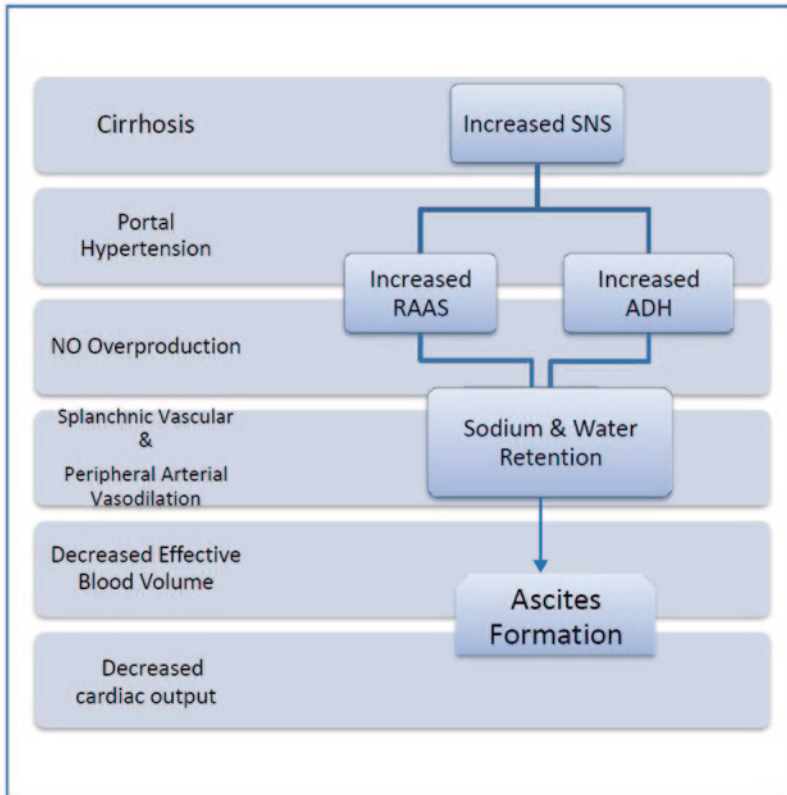 Cirrhosis
Increased SNS
Portal
Hypertension
Increased
RAAS
Increased
ADH
NO Overproduction
Splanchnic Vascular
&
Peripheral Arterial
Vasodilation
Sodium & Water
Retention
Decreased Effective
Blood Volume
Ascites
Formation
Decreased
cardiac output